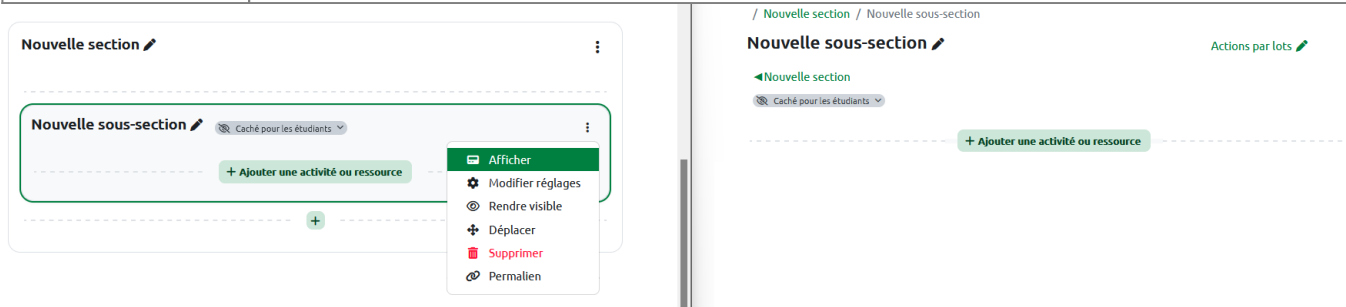 Nouvelle section
Nouvelle sous-section Caché pour les étudiants
Afficher
+ Ajouter une activité ou ressource
Modifier réglages
Rendre visible
+
Déplacer
Supprimer
Permalien
/ Nouvelle section / Nouvelle sous-section
Nouvelle sous-section
Actions par lots
◄Nouvelle section
Caché pour les étudiants
+ Ajouter une activité ou ressource